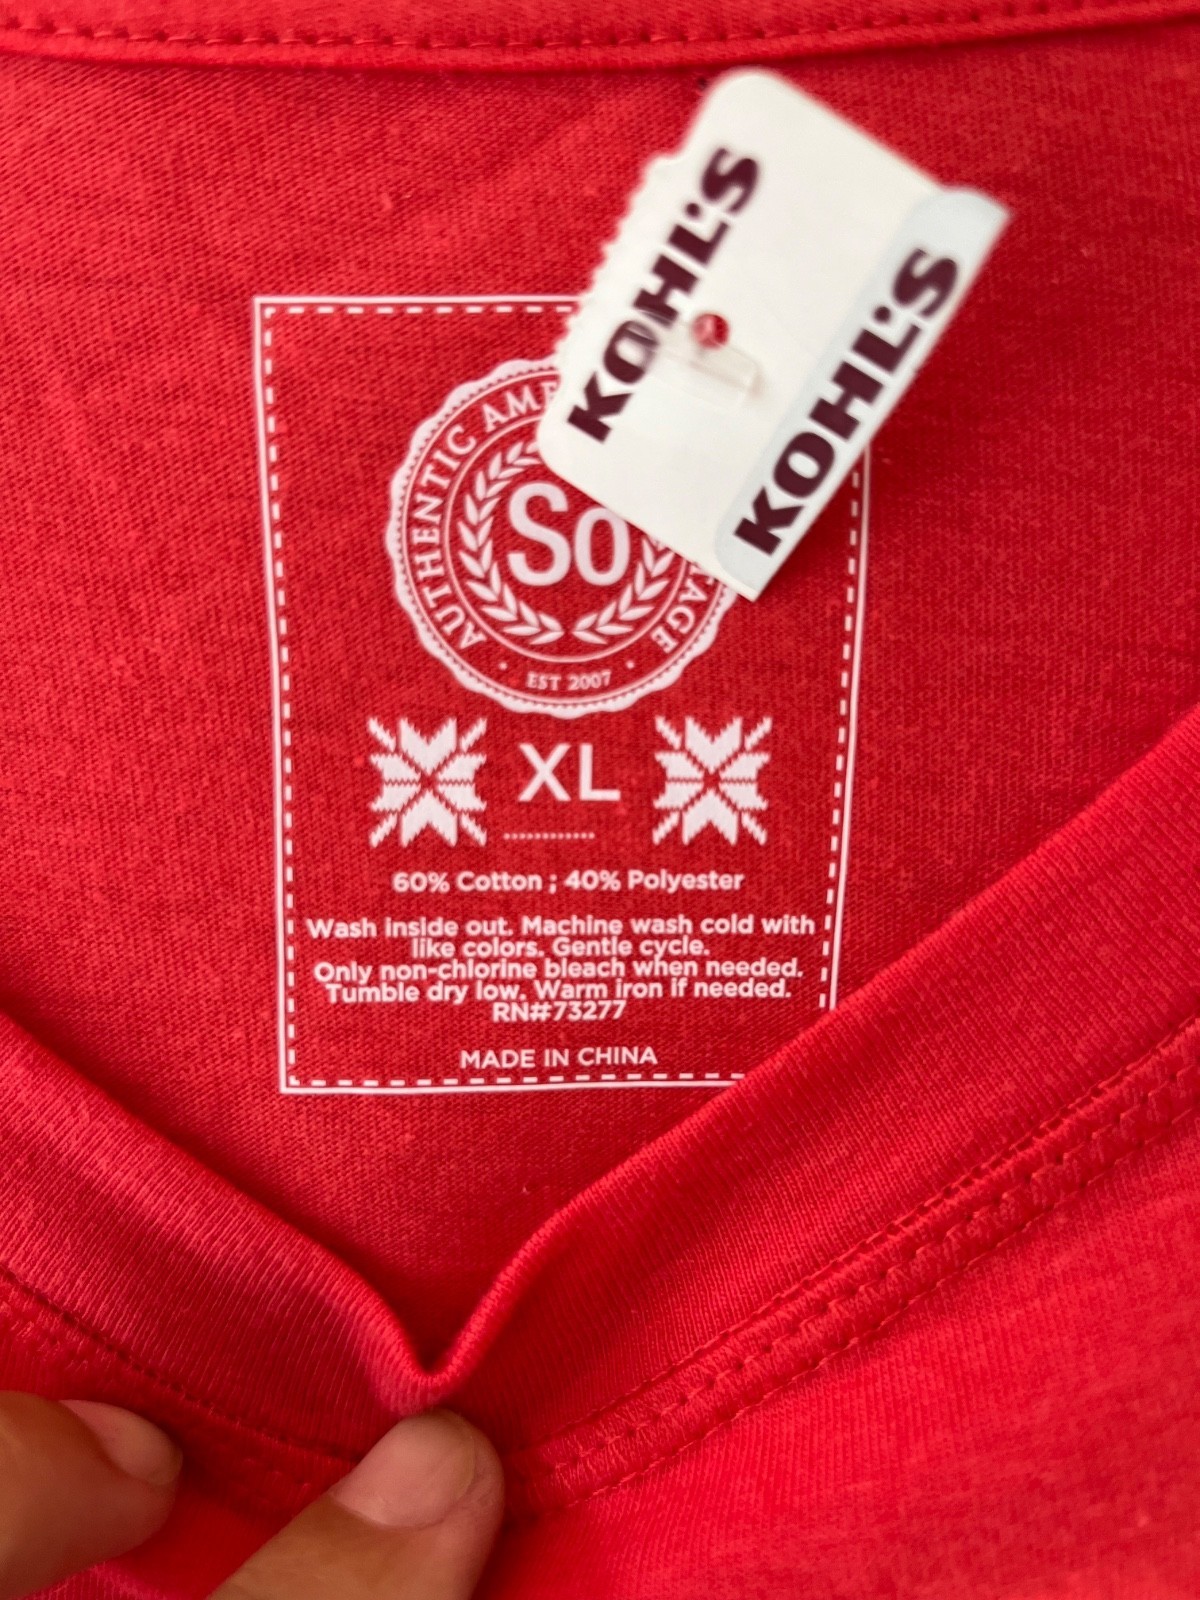 KOHL'S
KOHL'S
AUTHENTIC AME
AGE
So
EST 2007
XL
60% Cotton ; 40% Polyester
Wash inside out. Machine wash cold with
like colors. Gentle cycle.
Only non-chlorine bleach when needed.
Tumble dry low. Warm iron if needed.
RN#73277
MADE IN CHINA